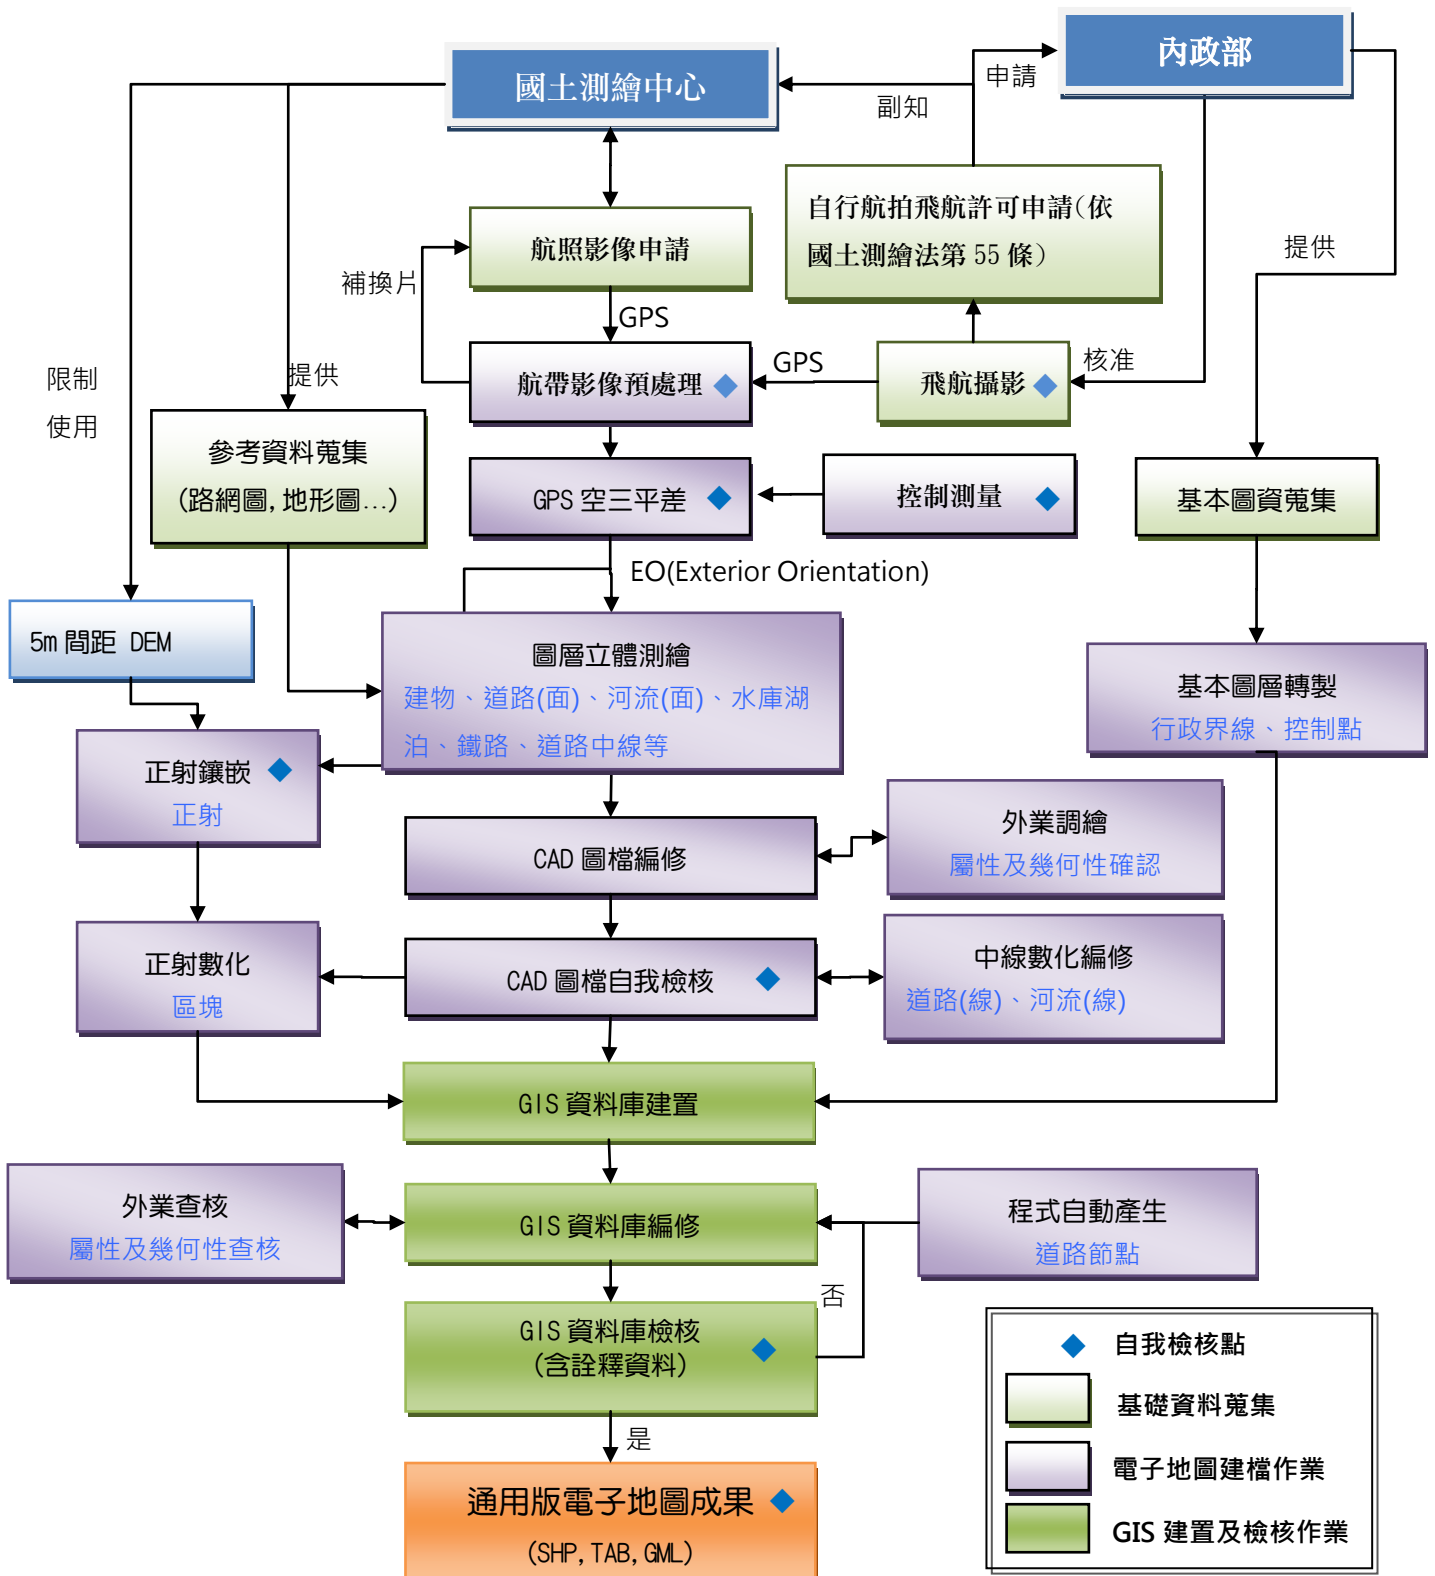 內政部
國土測繪中心
申請
副知
自行航拍飛航許可申請(依
國土測繪法第 55 條)
提供
航照影像申請
補換片
GPS
GPS
核准
限制
使用
提供
航帶影像預處理
飛航攝影
參考資料蒐集
(路網圖,地形圖…)
GPS 空三平差
控制測量
基本圖資蒐集
EO(Exterior Orientation)
5m 間距 DEM
圖層立體測繪
建物、道路(面)、河流(面)、水庫湖
泊、鐵路、道路中線等
基本圖層轉製
行政界線、控制點
正射鑲嵌
正射
CAD 圖檔編修
外業調繪
屬性及幾何性確認
正射數化
區塊
CAD 圖檔自我檢核
中線數化編修
道路(線)、河流(線)
GIS 資料庫建置
外業查核
屬性及幾何性查核
GIS 資料庫編修
程式自動產生
道路節點
否
GIS 資料庫檢核
(含詮釋資料)
是
通用版電子地圖成果
(SHP,TAB,GML)
自我檢核點
基礎資料蒐集
電子地圖建檔作業
GIS 建置及檢核作業